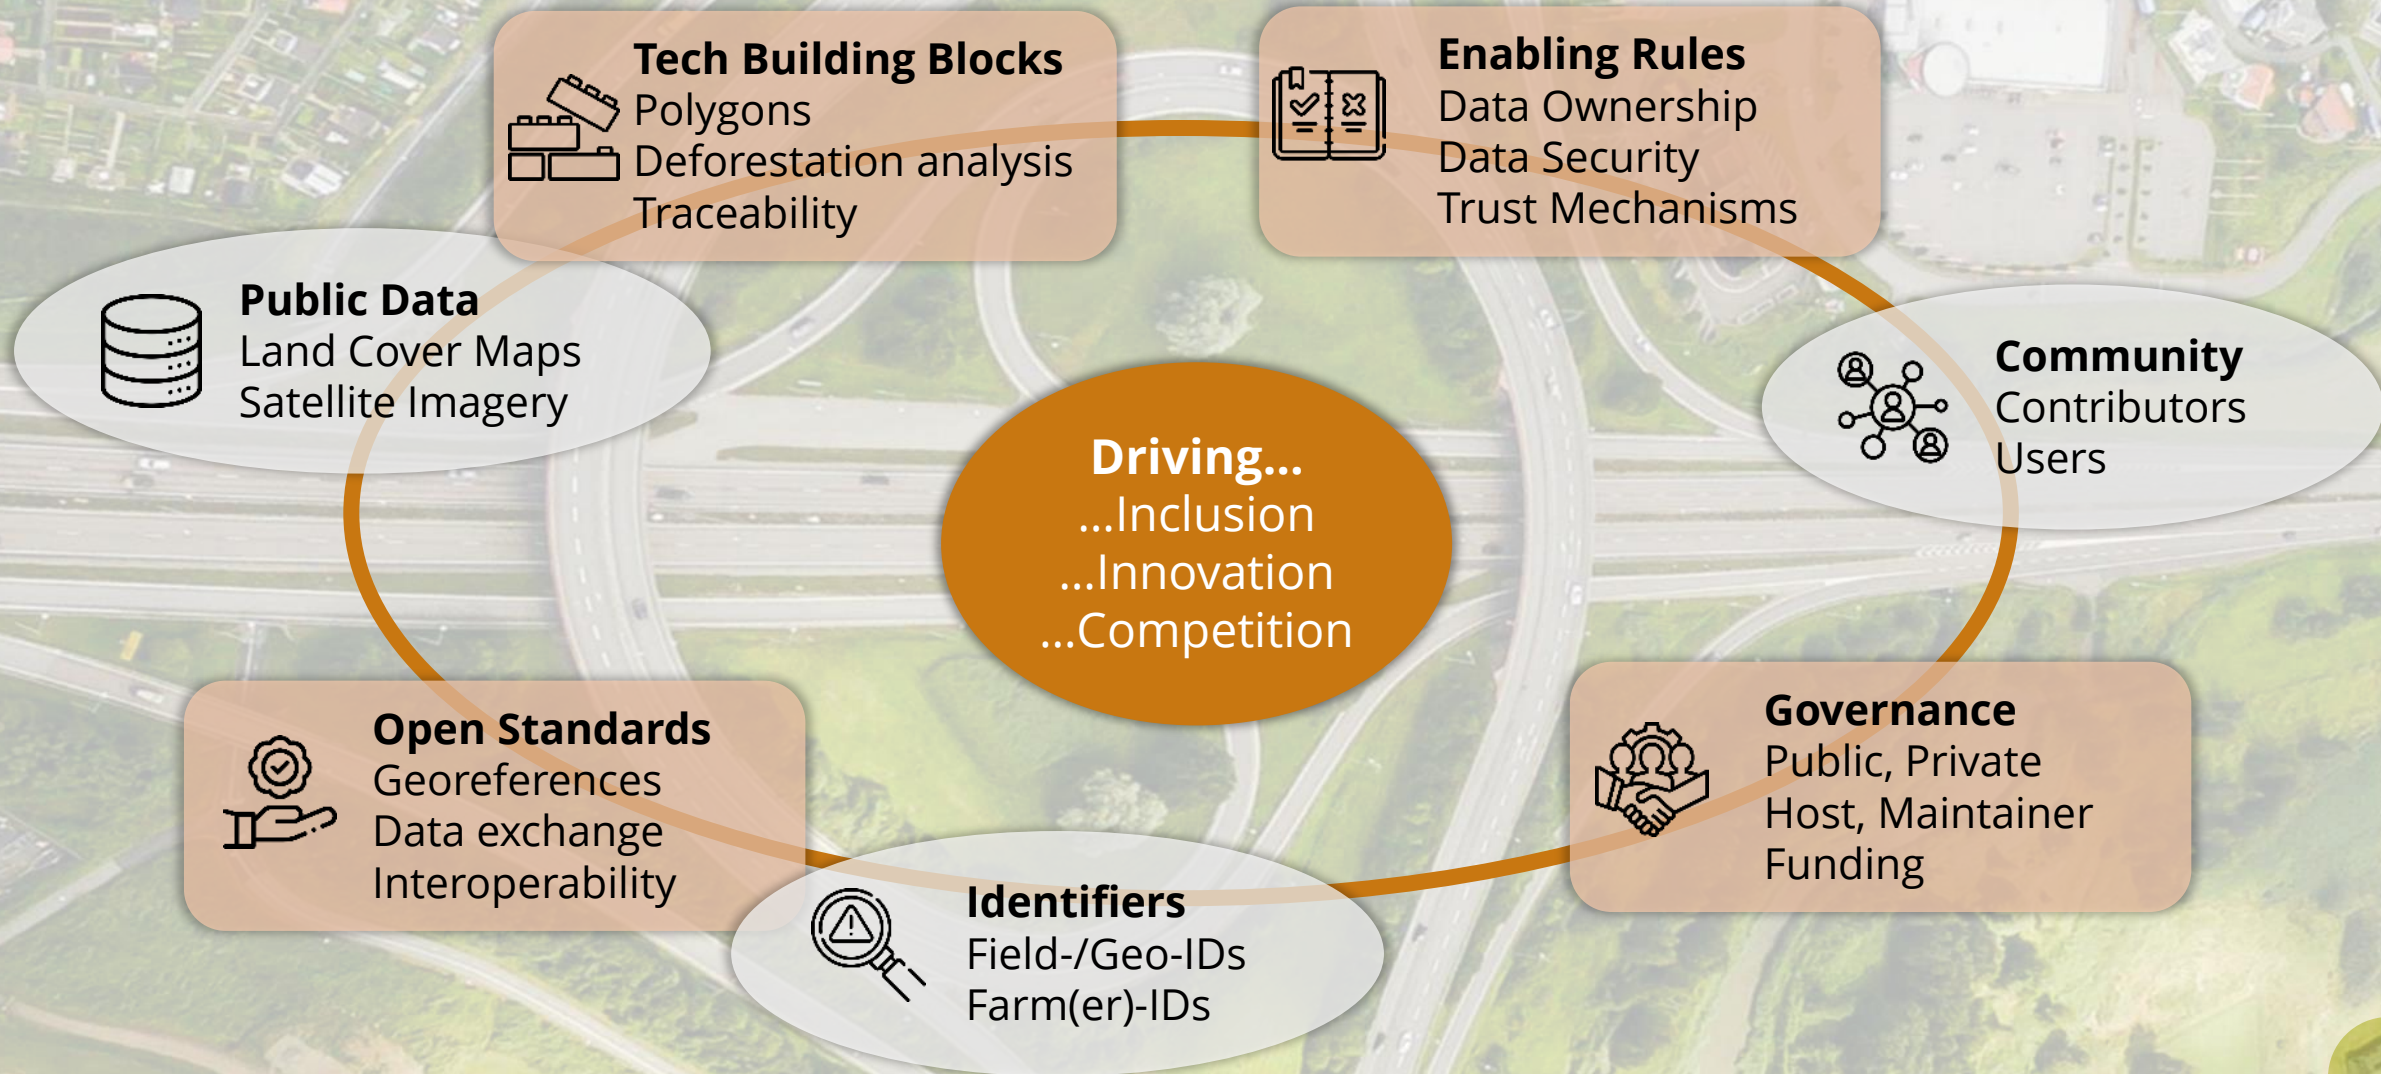 Tech Building Blocks
Polygons
Deforestation analysis
Traceability
Enabling Rules
Data Ownership
Data Security
Trust Mechanisms
Public Data
Land Cover Maps
Satellite Imagery
Community
Contributors
Users
Driving...
...Inclusion
...Innovation
...Competition
Open Standards
Georeferences
Data exchange
Interoperability
Governance
Public, Private
Host, Maintainer
Funding
Identifiers
Field-/Geo-IDs
Farm(er)-IDs